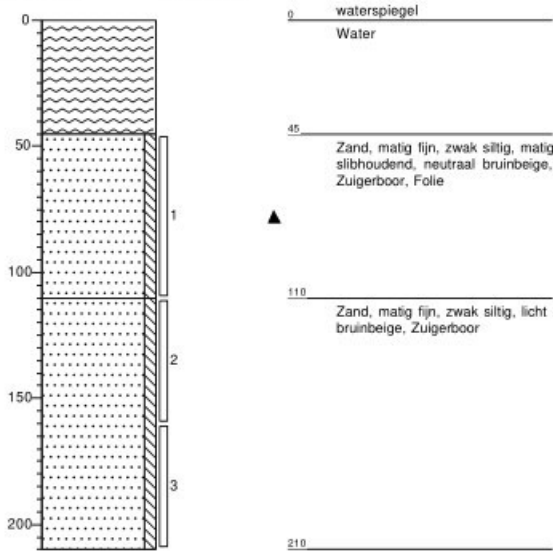 0
waterspiegel
Water
45
50
Zand, matig fijn, zwak siltig, matig
slibhoudend, neutraal bruinbeige,
Zuigerboor, Folie
1
100
110
Zand, matig fijn, zwak siltig, licht
bruinbeige, Zuigerboor
2
150
3
200
210
0